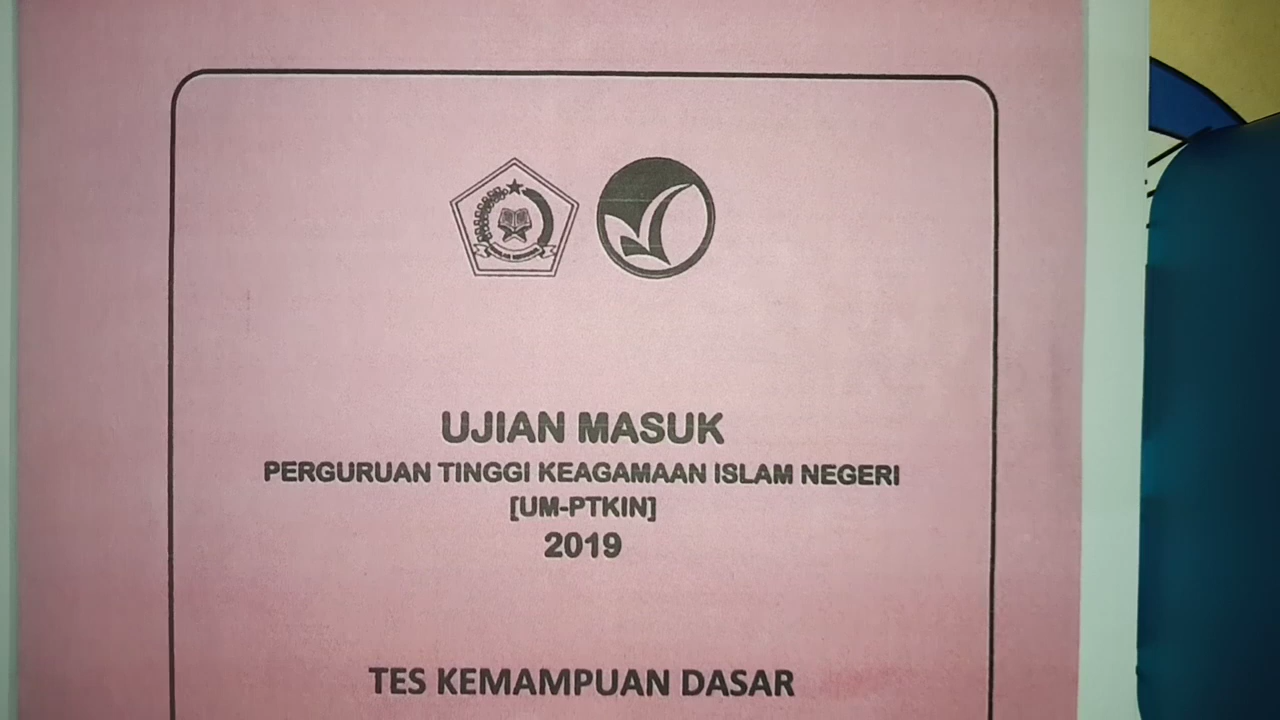 UJIAN MASUK
PERGURUAN TINGGI KEAGAMAAN ISLAM NEGERI
[UM-PTKIN]
2019
TES KEMAMPUAN DASAR